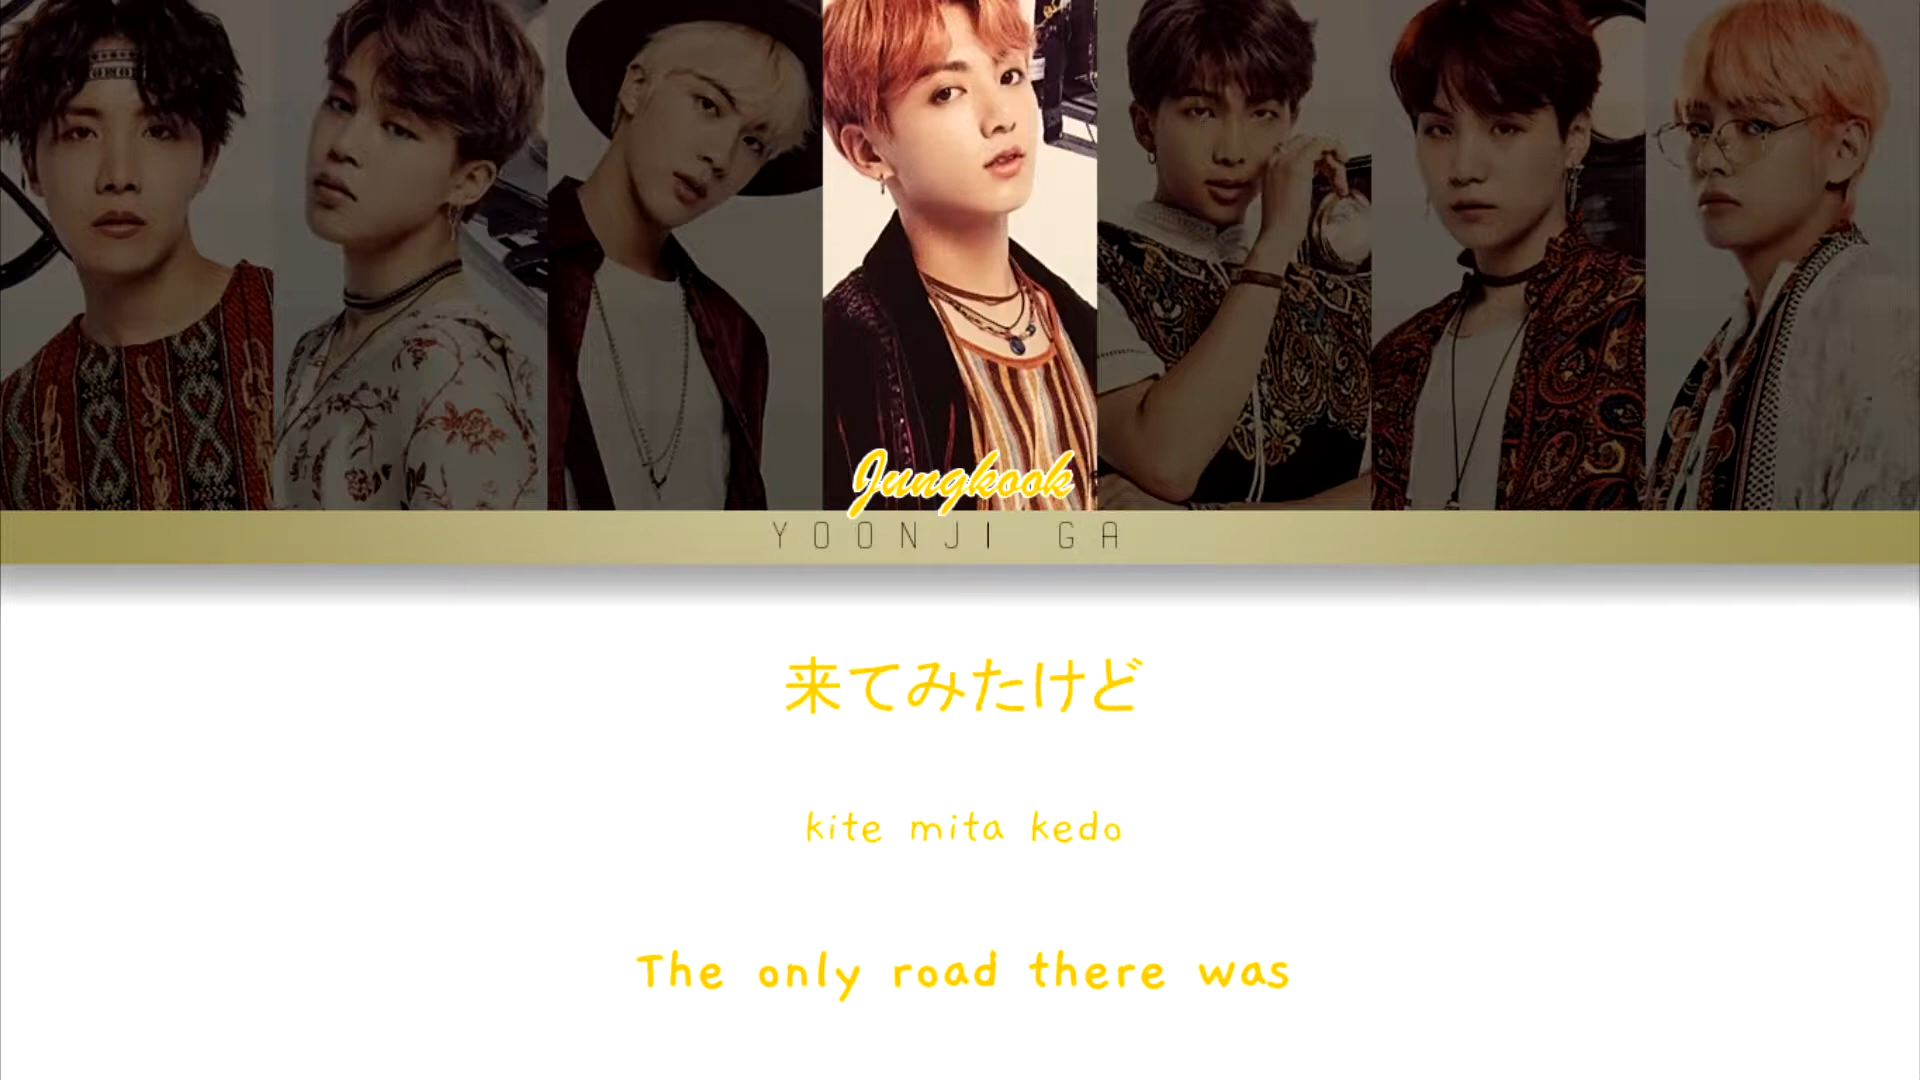 Jungkook
YOONJI GA
来てみたけど
kite mita kedo
The only road there was